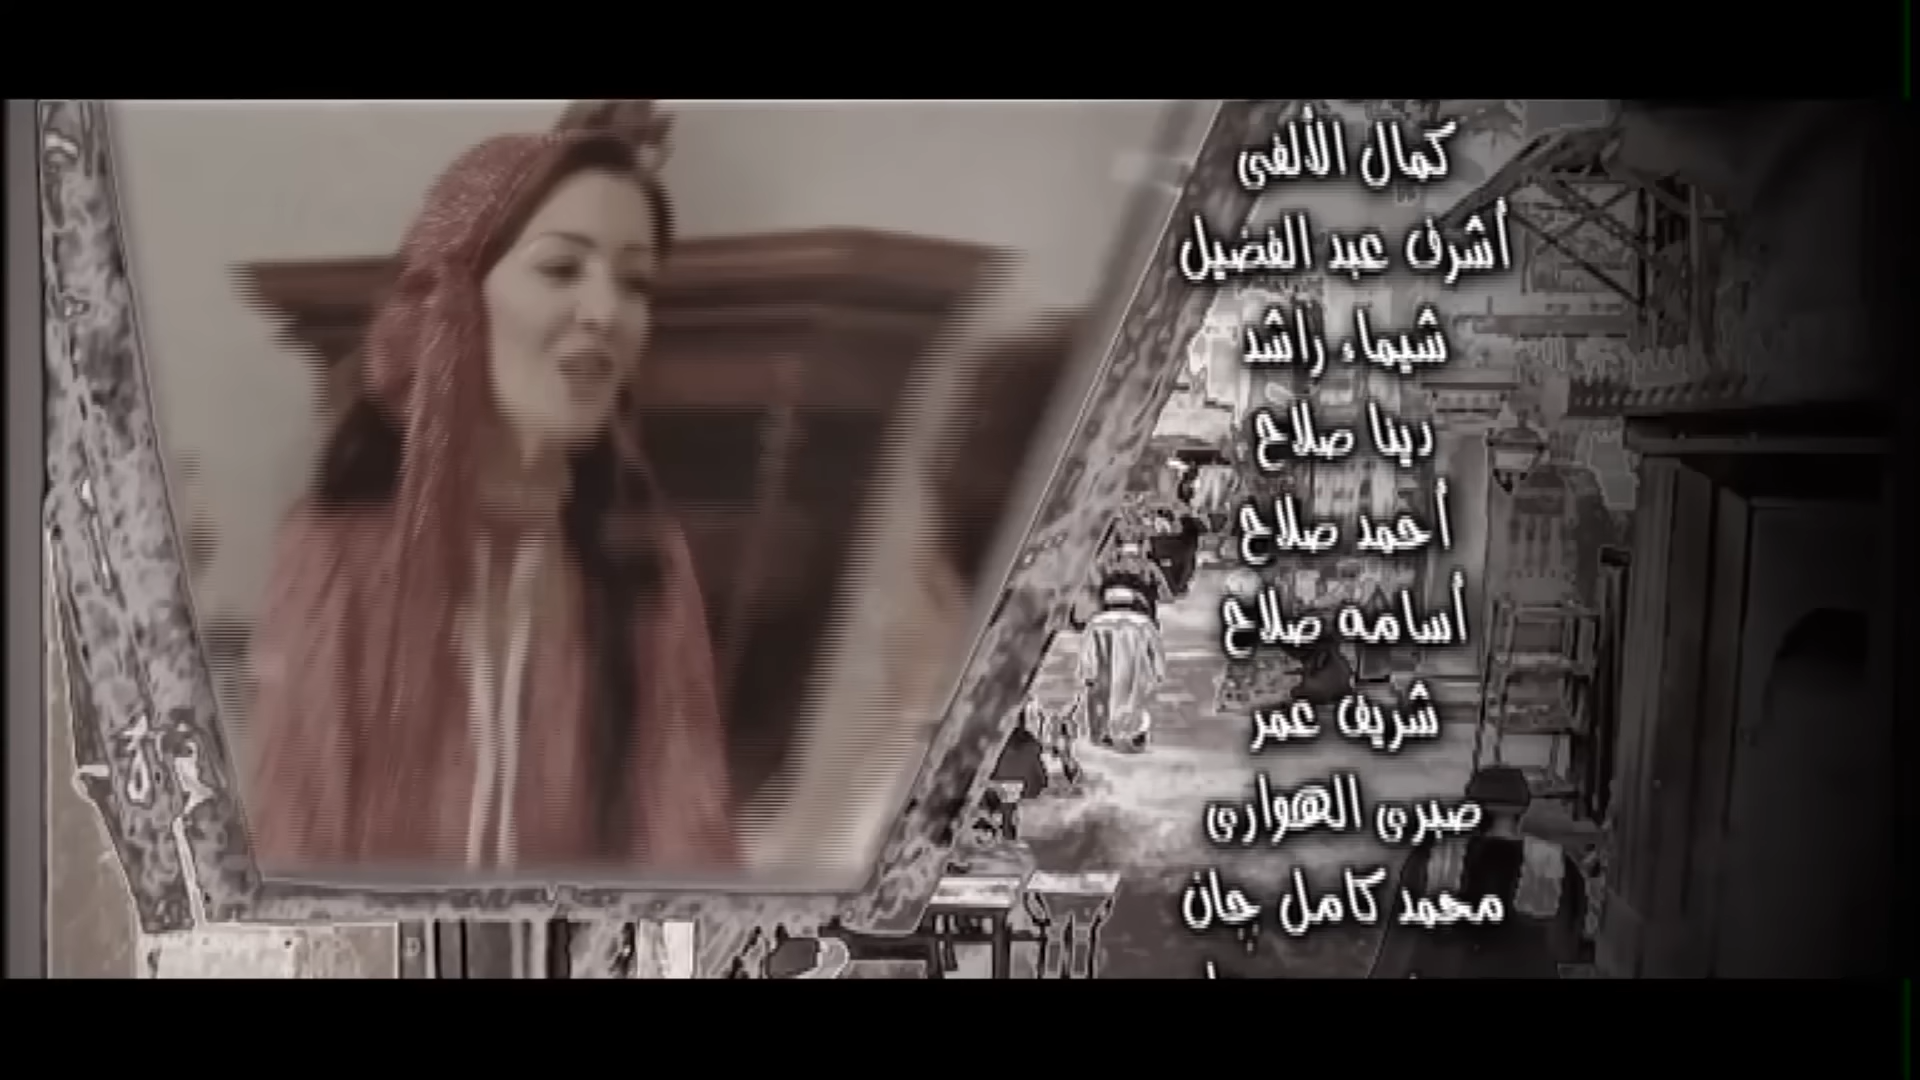 كمال الألفى
أشرف عبد الفضيل
شيماء راشد
دينا صلاح
أحمد صلاح
أسامه صلاح
شريف عمر
صبرى الهوارى
محمد كامل جان